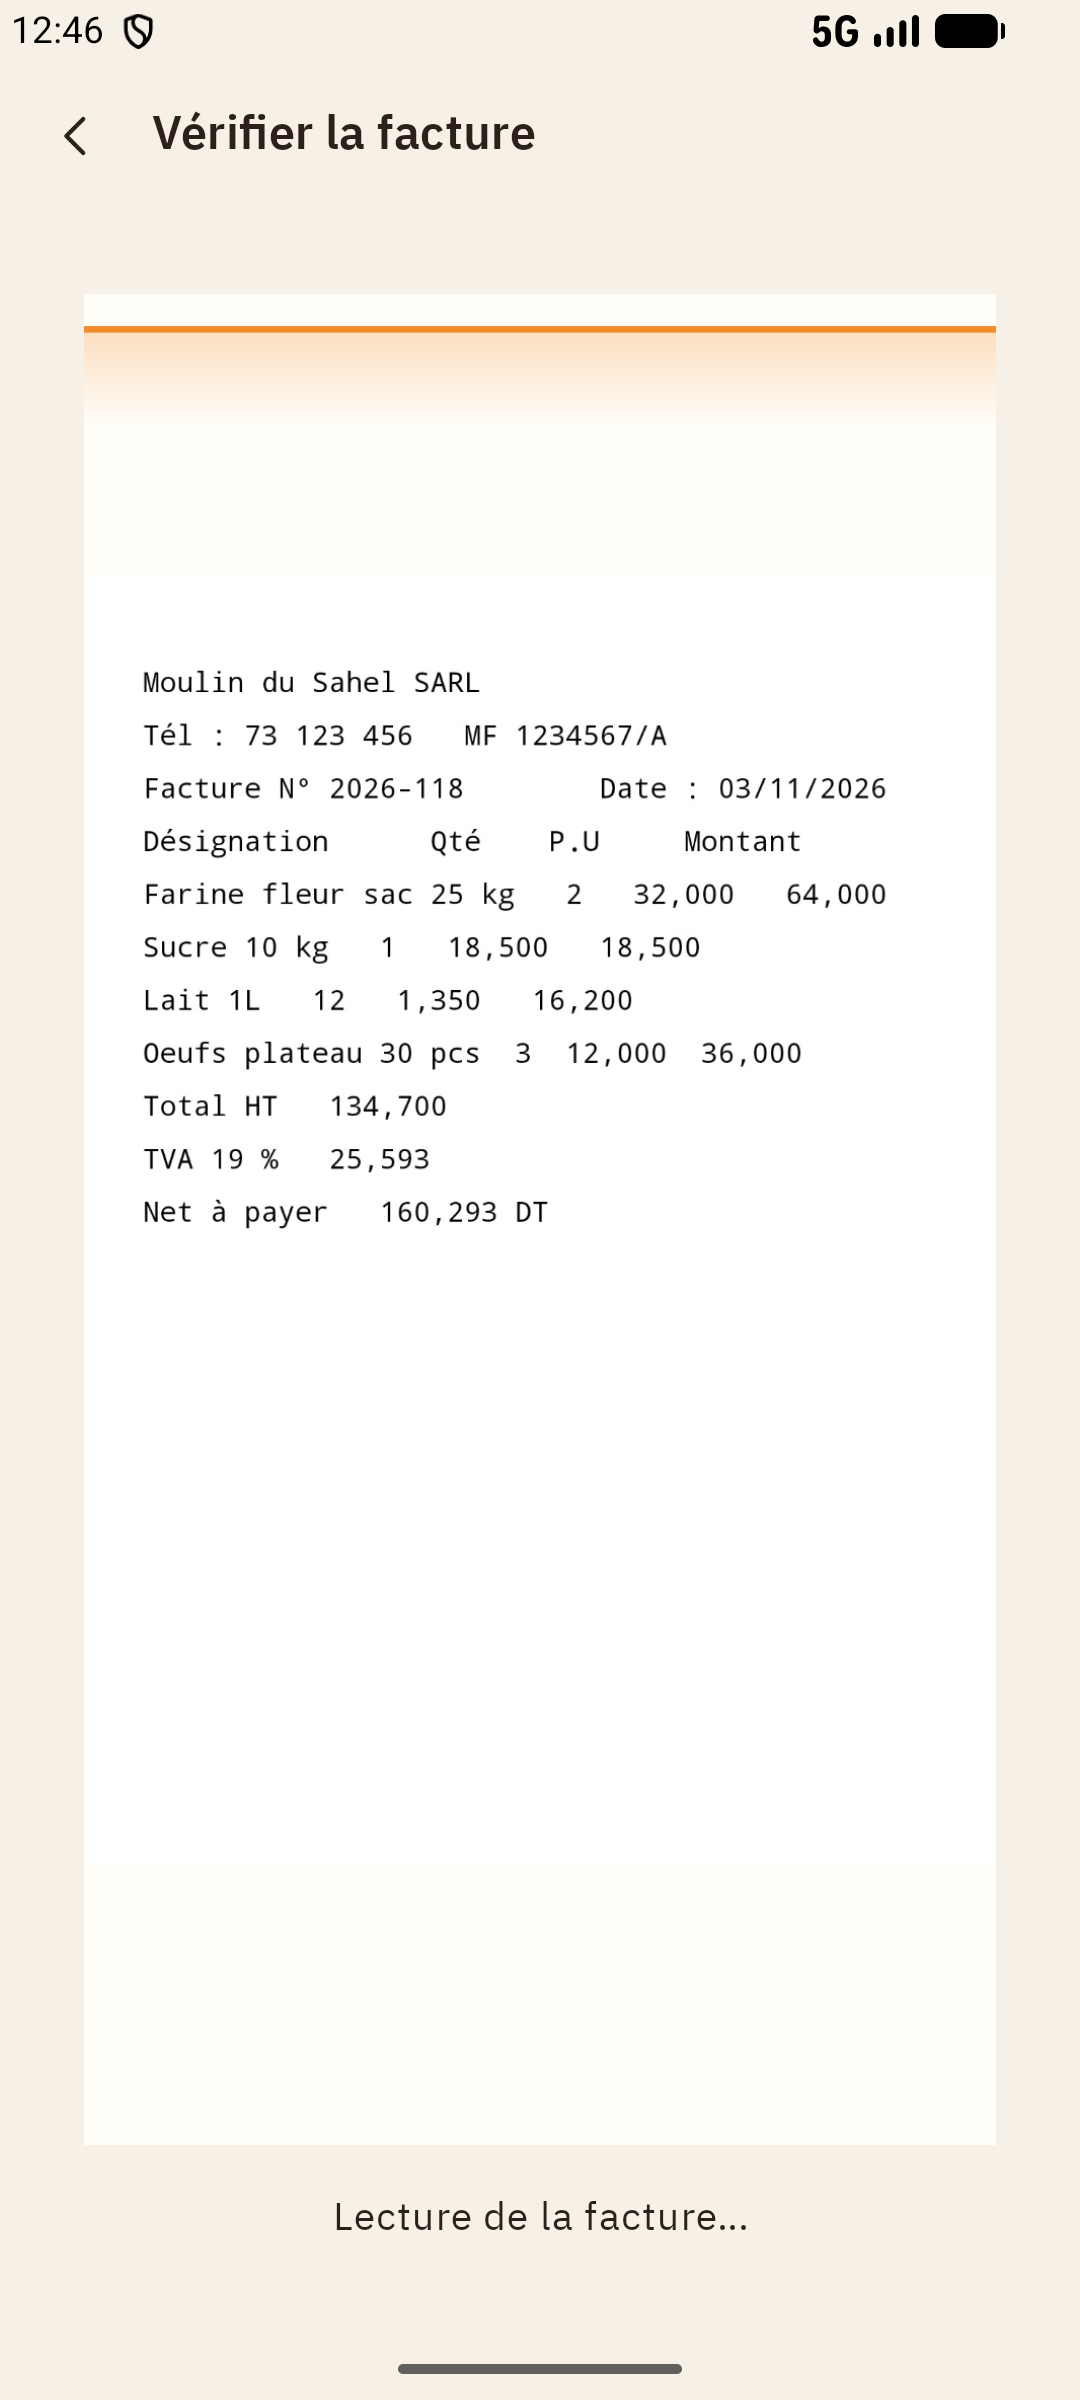 12:46 5G
Vérifier la facture
Moulin du Sahel SARL
Tél : 73 123 456   MF 1234567/A
Facture N° 2026-118        Date : 03/11/2026
Désignation      Qté    P.U     Montant
Farine fleur sac 25 kg   2   32,000   64,000
Sucre 10 kg   1   18,500   18,500
Lait 1L   12   1,350   16,200
Oeufs plateau 30 pcs  3  12,000  36,000
Total HT   134,700
TVA 19 %   25,593
Net à payer   160,293 DT
Lecture de la facture...